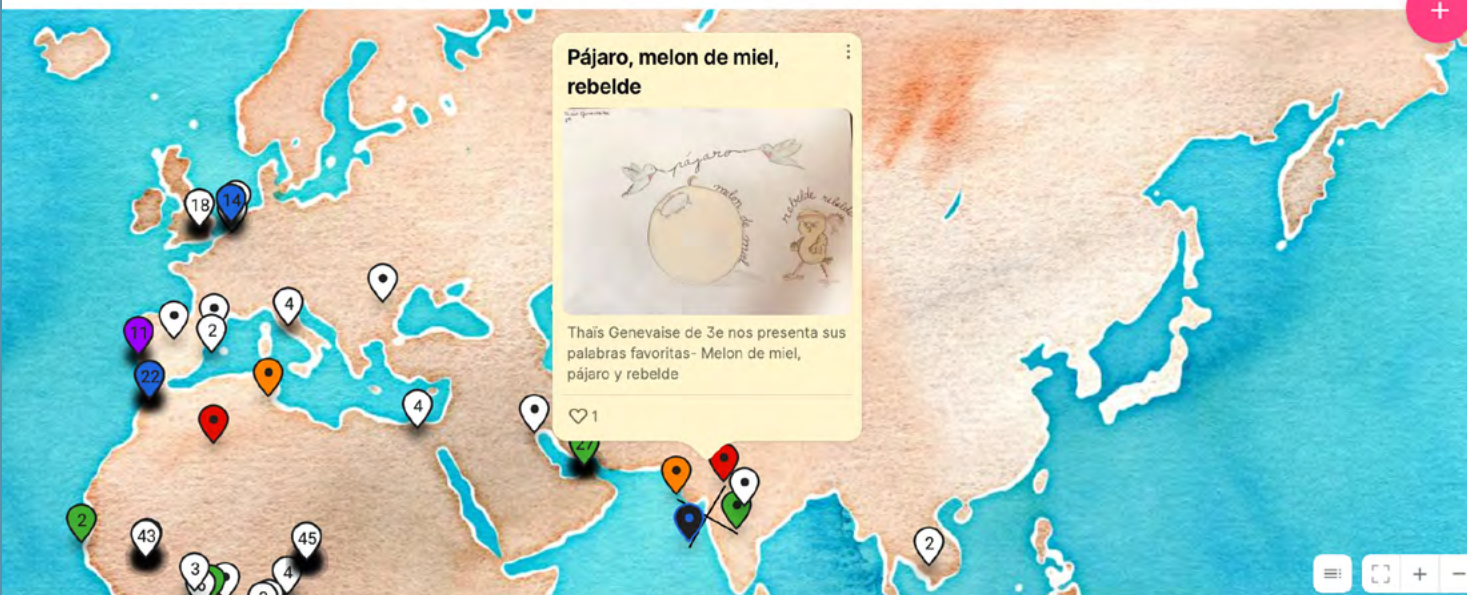 Pájaro, melon de miel,
rebelde
pájaro
melon de miel
rebelde rebelde
Thaïs Genevaise de 3e nos presenta sus
palabras favoritas- Melon de miel,
pájaro y rebelde
1
18
14
4
11
2
22
4
27
2
43
45
3
4
2